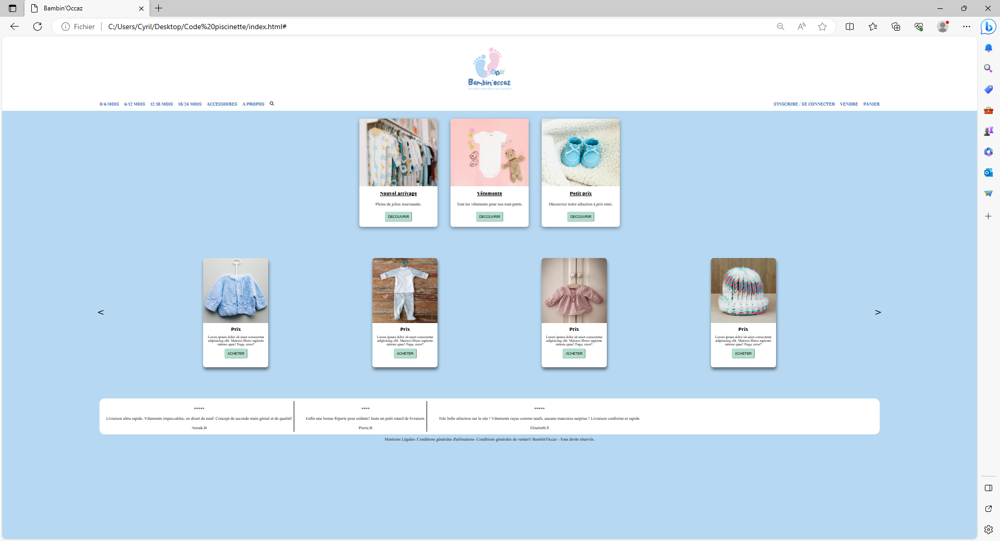 Bambin'Occaz
Fichier
C:/Users/Cyril/Desktop/Code%20piscinette/index.html#
Bambin'occaz
Seconde main pour nos bambins
0/6 MOIS 6/12 MOIS 12/18 MOIS 18/24 MOIS ACCESSOIRES A PROPOS
S'INSCRIRE / SE CONNECTER VENDRE PANIER
Nouvel arrivage
Pleins de jolies nouveautés.
DECOUVRIR
Vêtements
Tout les vêtements pour nos tout-petits.
DECOUVRIR
Petit prix
Découvrez notre sélection à prix mini.
DECOUVRIR
<
Prix
Lorem ipsum dolor sit amet consectetur
adipisicing elit. Maiores libero sapiente
ratione quae! Fuga, error?
ACHETER
Prix
Lorem ipsum dolor sit amet consectetur
adipisicing elit. Maiores libero sapiente
ratione quae! Fuga, error?
ACHETER
Prix
Lorem ipsum dolor sit amet consectetur
adipisicing elit. Maiores libero sapiente
ratione quae! Fuga, error?
ACHETER
Prix
Lorem ipsum dolor sit amet consectetur
adipisicing elit. Maiores libero sapiente
ratione quae! Fuga, error?
ACHETER
>
*****
Livraison ultra rapide. Vêtements impeccables, on dirait du neuf. Concept de seconde main génial et de qualité!
Anouk.B
****
Enfin une bonne friperie pour enfants! Juste un petit retard de livraison.
Pierre.B
*****
Très belle sélection sur le site ! Vêtements reçus comme neufs, aucune mauvaise surprise ! Livraison conforme et rapide.
Elisabeth.S
Mentions Légales- Conditions générales d'utilisations- Conditions générales de ventes© Bambin'Occaz - Tous droits réservés.